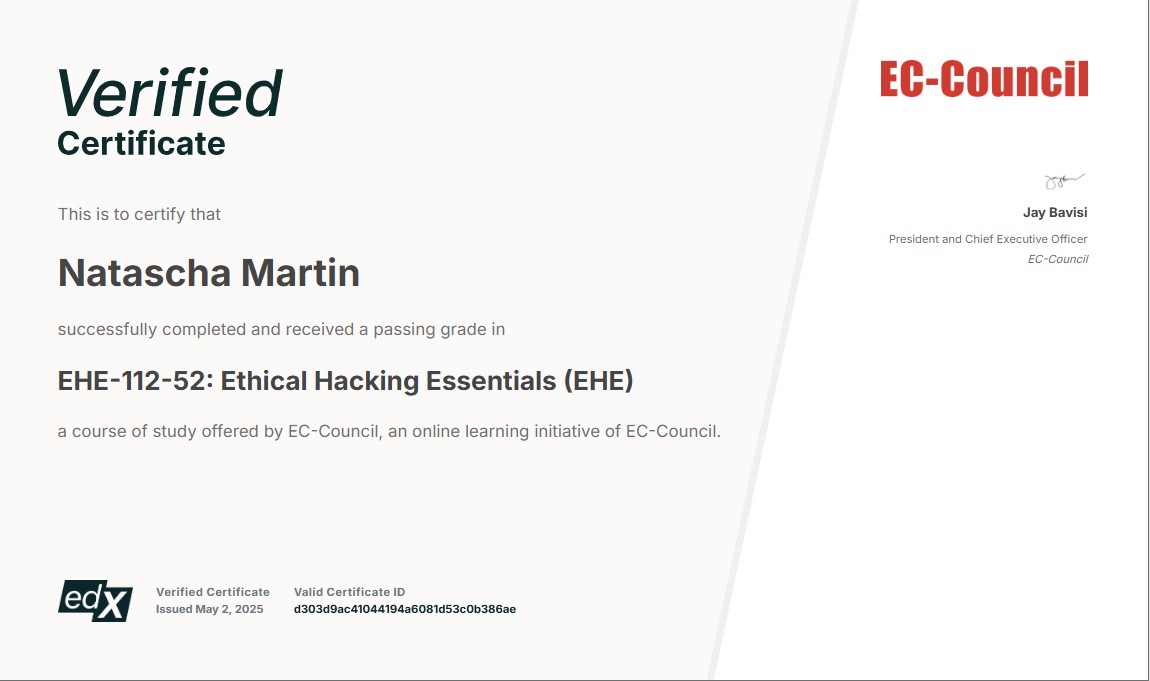 Verified
Certificate
This is to certify that
Natascha Martin
successfully completed and received a passing grade in
EHE-112-52: Ethical Hacking Essentials (EHE)
a course of study offered by EC-Council, an online learning initiative of EC-Council.
edX
Verified Certificate
Issued May 2, 2025
Valid Certificate ID
d303d9ac41044194a6081d53c0b386ae
EC-Council
Jay Bavisi
President and Chief Executive Officer
EC-Council